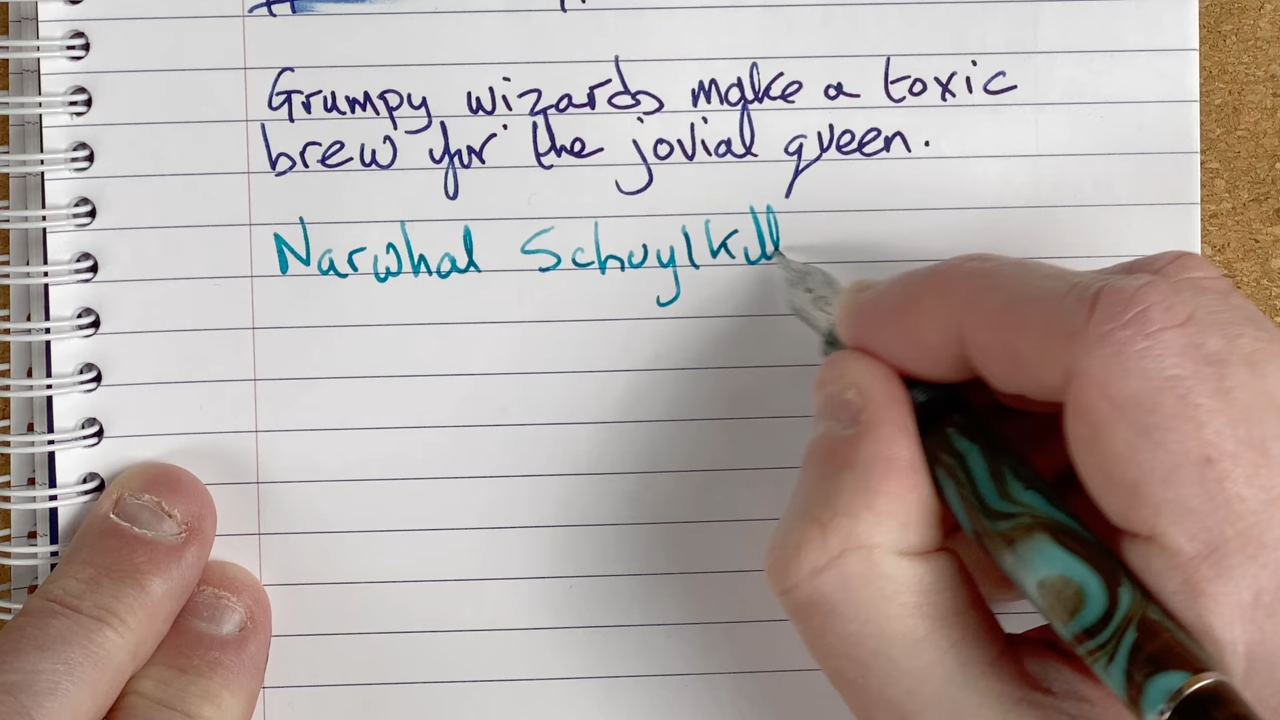 Grumpy wizards make a toxic
brew for the jovial queen.
Narwhal Schuylkill